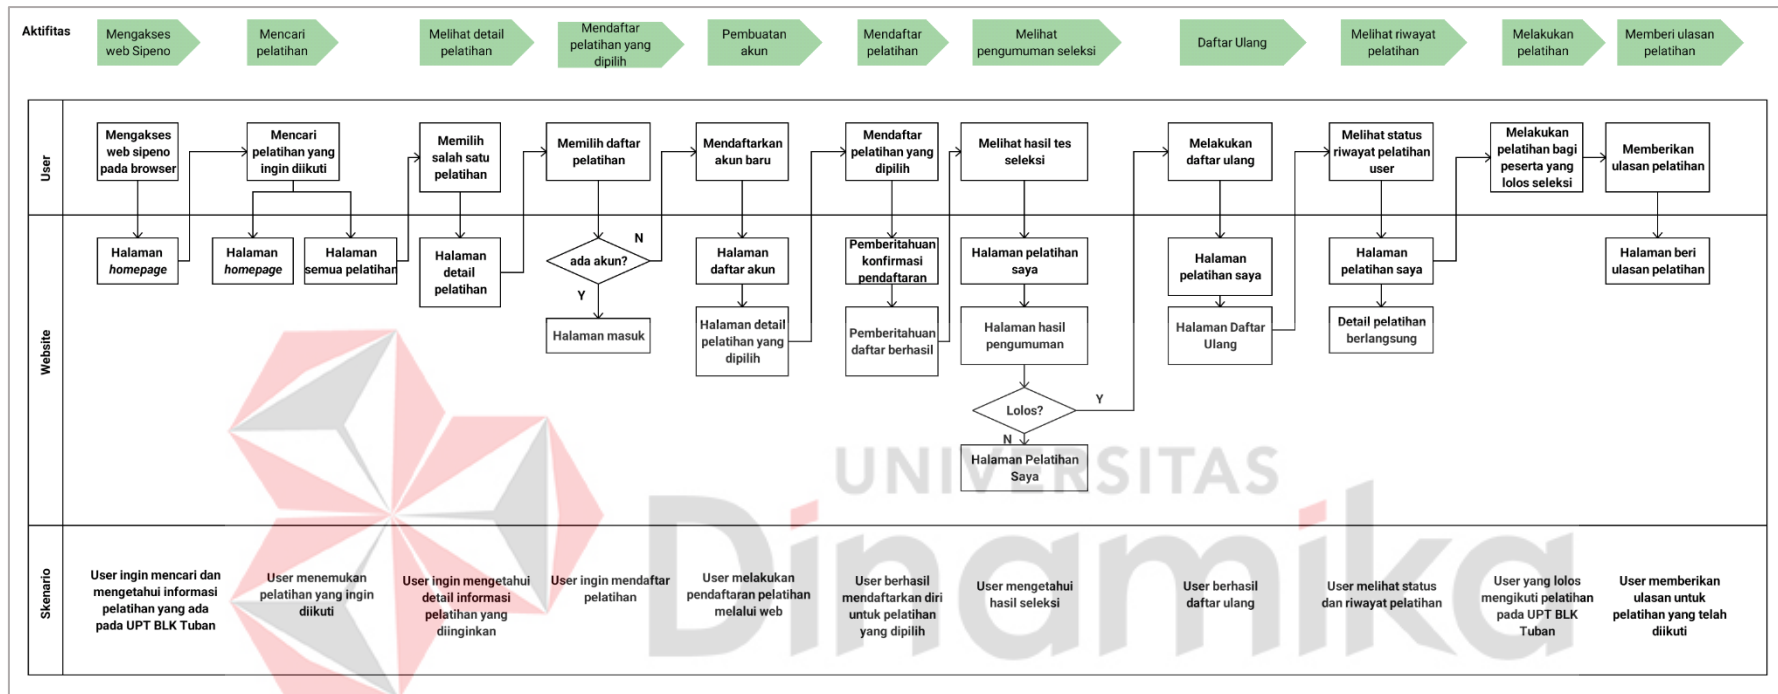 Aktifitas
Mengakses
web Sipeno
Mencari
pelatihan
Melihat detail
pelatihan
Mendaftar
pelatihan yang
dipilih
Pembuatan
akun
Mendaftar
pelatihan
Melihat
pengumuman seleksi
Daftar Ulang
Melihat riwayat
pelatihan
Melakukan
pelatihan
Memberi ulasan
pelatihan
User
Mengakses
web sipeno
pada browser
Mencari
pelatihan yang
ingin diikuti
Memilih
salah satu
pelatihan
Memilih daftar
pelatihan
Mendaftarkan
akun baru
Mendaftar
pelatihan yang
dipilih
Melihat hasil tes
seleksi
Melakukan
daftar ulang
Melihat status
riwayat pelatihan
user
Melakukan
pelatihan bagi
peserta yang
lolos seleksi
Memberikan
ulasan pelatihan
Website
Halaman
homepage
Halaman
homepage
Halaman
semua pelatihan
Halaman
detail
pelatihan
ada akun?
N
Y
Halaman masuk
Halaman
daftar akun
Halaman detail
pelatihan yang
dipilih
Pemberitahuan
konfirmasi
pendaftaran
Pemberitahuan
daftar berhasil
Halaman pelatihan
saya
Halaman hasil
pengumuman
Lolos?
Y
N
Halaman Pelatihan
Saya
Halaman
pelatihan saya
Halaman Daftar
Ulang
Halaman
pelatihan saya
Detail pelatihan
berlangsung
Halaman beri
ulasan pelatihan
UNIVERSITAS
Dinamika
Skenario
User ingin mencari dan
mengetahui informasi
pelatihan yang ada
pada UPT BLK Tuban
User menemukan
pelatihan yang ingin
diikuti
User ingin mengetahui
detail informasi
pelatihan yang
diinginkan
User ingin mendaftar
pelatihan
User melakukan
pendaftaran pelatihan
melalui web
User berhasil
mendaftarkan diri
untuk pelatihan
yang dipilih
User mengetahui
hasil seleksi
User berhasil
daftar ulang
User melihat status
dan riwayat pelatihan
User yang lolos
mengikuti pelatihan
pada UPT BLK
Tuban
User memberikan
ulasan untuk
pelatihan yang telah
diikuti